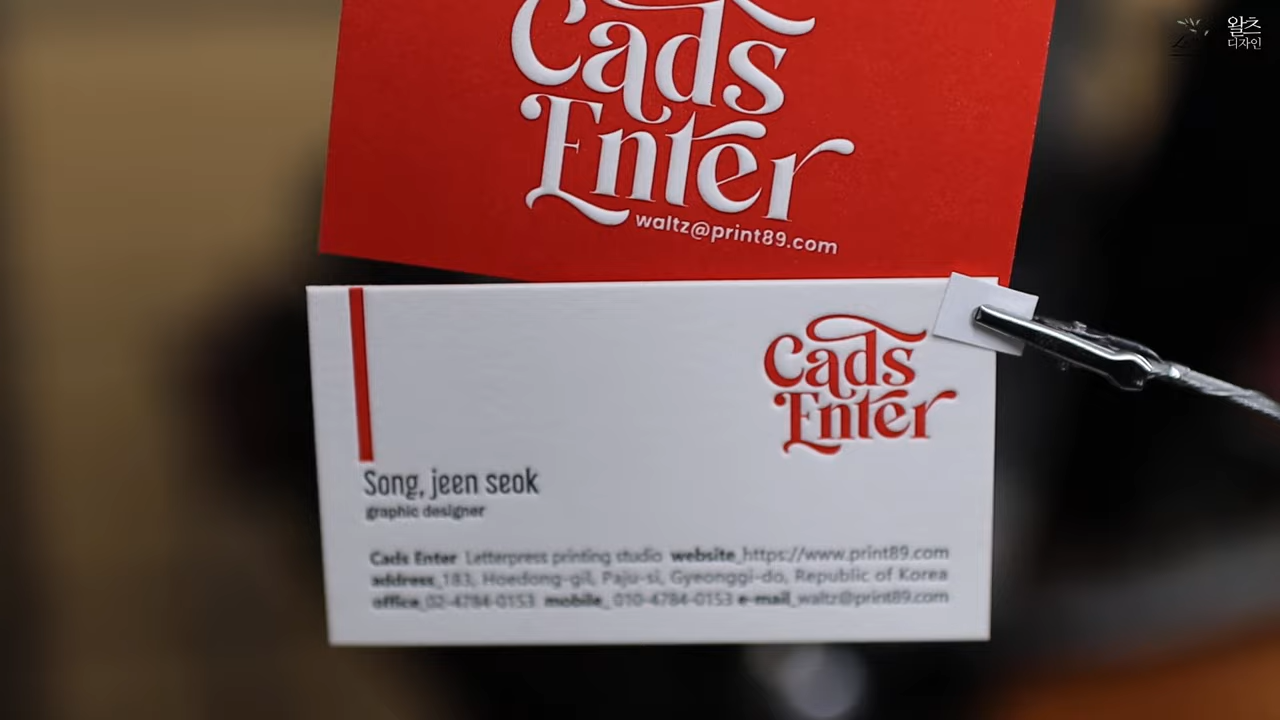 왈츠
디자인
Cads
Enter
waltz@print89.com
Cads
Enter
Song, jeen seok
graphic designer
Cads Enter Letterpress printing studio website_https://www.print89.com
address_183, Hoedong-gil, Paju-si, Gyeonggi-do, Republic of Korea
office_02-4784-0153 mobile_010-4784-0153 e-mail_waltz@print89.com